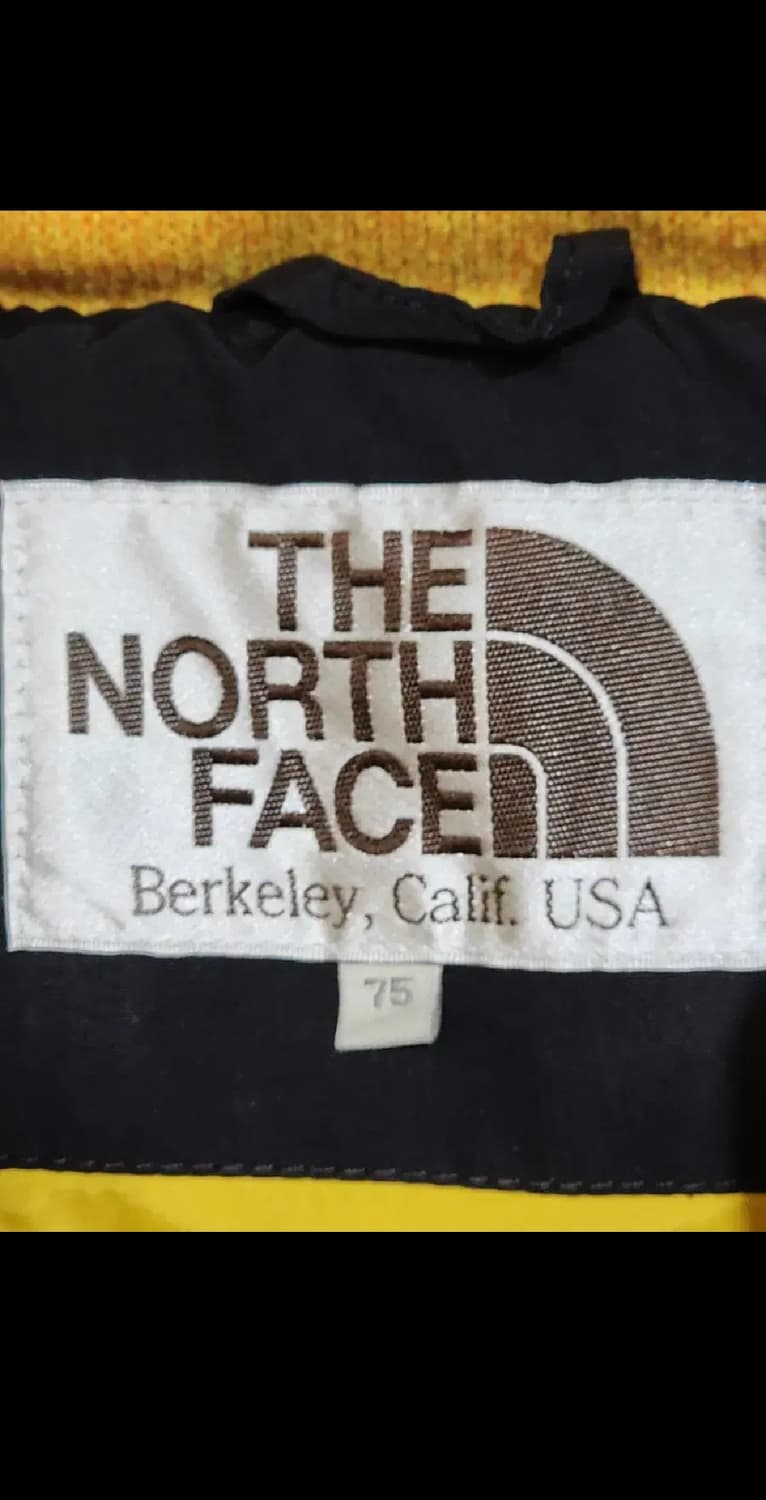 THE
NORTH
FACE
Berkeley, Calif. USA
75